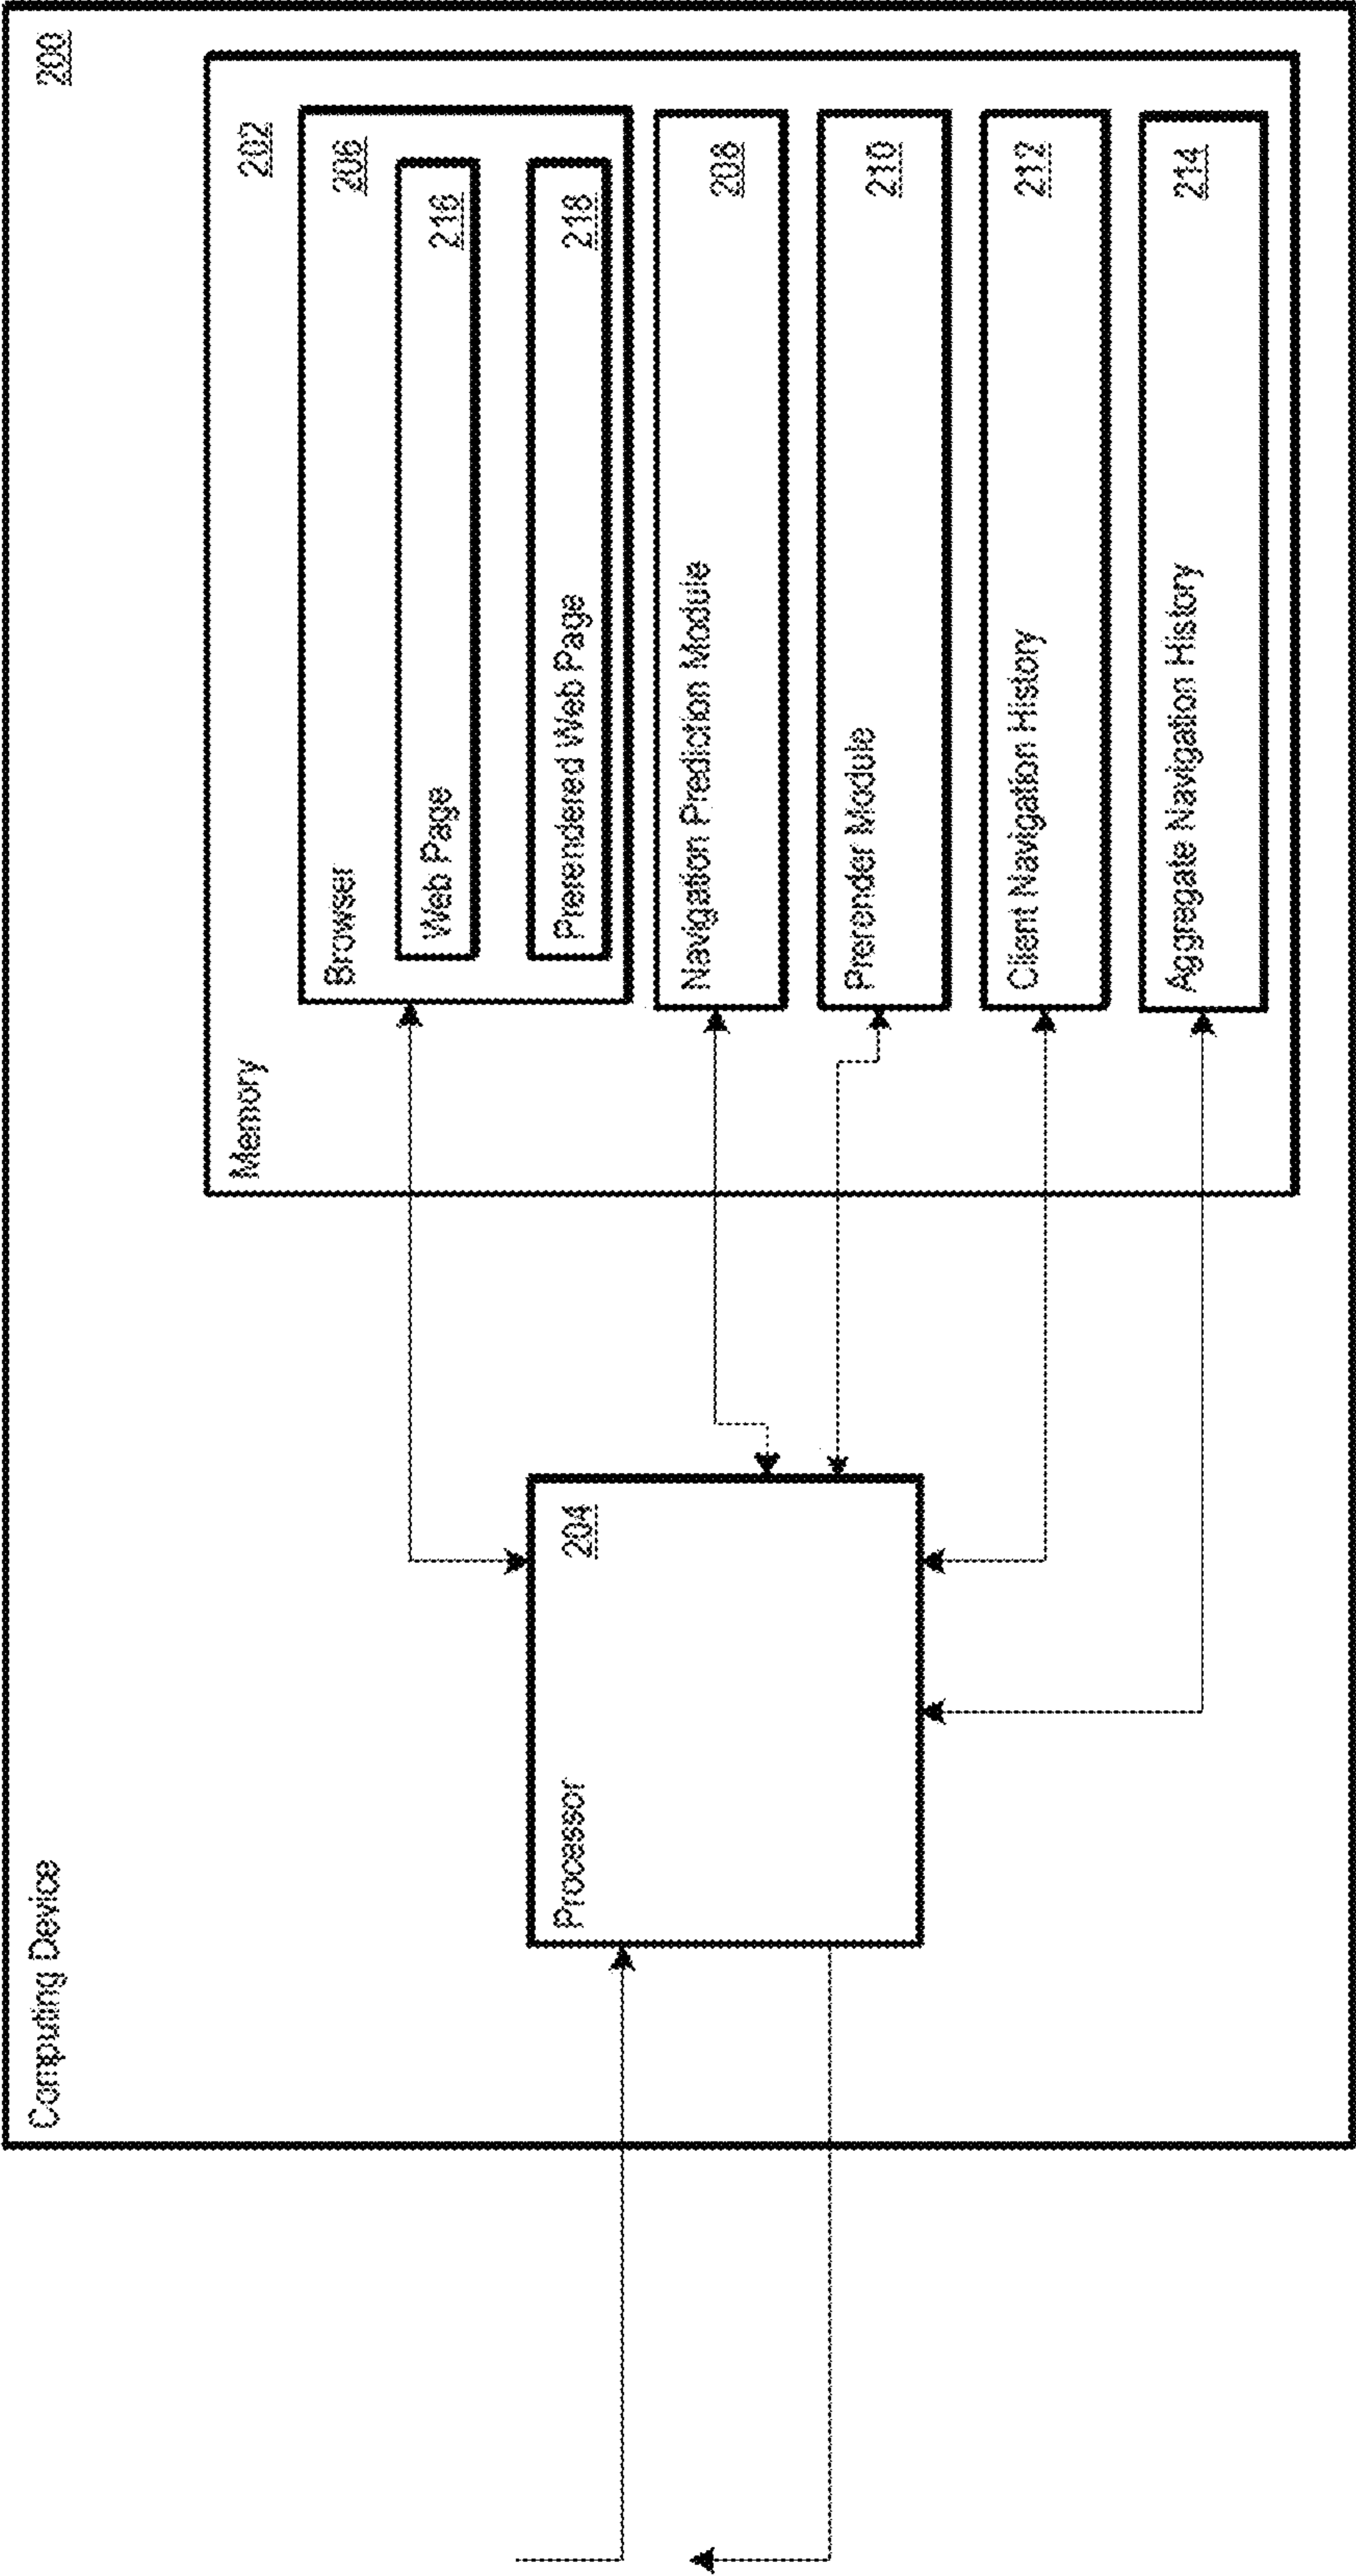 Computing Device
200
Memory
202
Browser
206
Web Page
216
Prerendered Web Page
218
Processor
204
Navigation Prediction Module
208
Prerender Module
210
Client Navigation History
212
Aggregate Navigation History
214